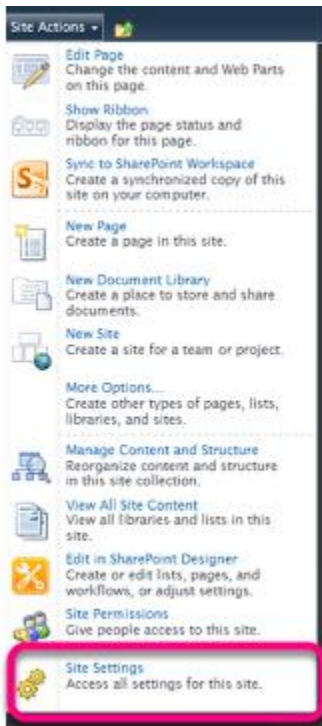 Site Actions
Edit Page
Change the content and Web Parts
on this page.
Show Ribbon
Display the page status and
ribbon for this page.
Sync to SharePoint Workspace
Create a synchronized copy of this
site on your computer.
New Page
Create a page in this site.
New Document Library
Create a place to store and share
documents.
New Site
Create a site for a team or project.
More Options...
Create other types of pages, lists,
libraries, and sites.
Manage Content and Structure
Reorganize content and structure
in this site collection.
View All Site Content
View all libraries and lists in this
site.
Edit in SharePoint Designer
Create or edit lists, pages, and
workflows, or adjust settings.
Site Permissions
Give people access to this site.
Site Settings
Access all settings for this site.